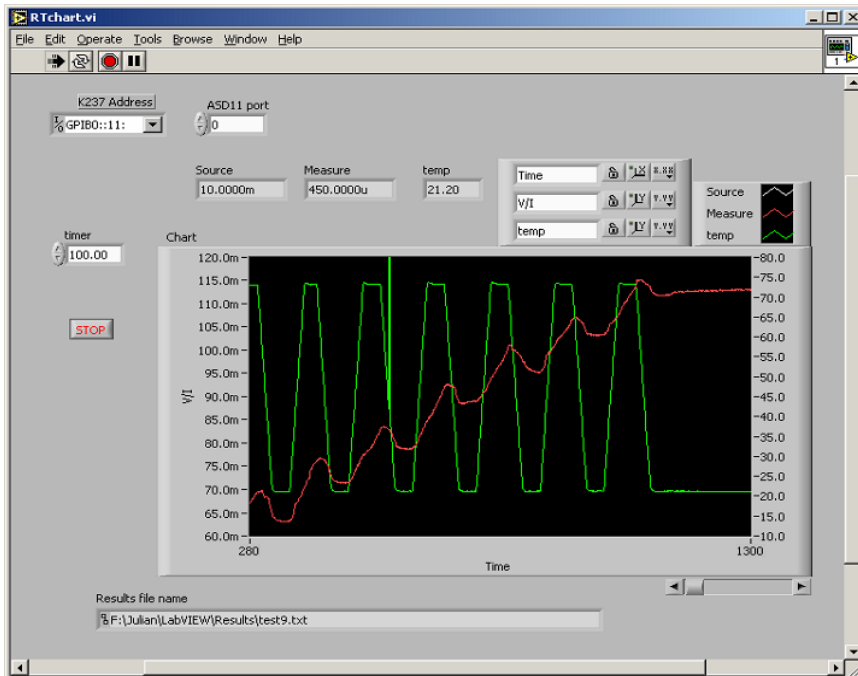 RTchart.vi
File Edit Operate Tools Browse Window Help
1
K237 Address
ASD11 port
GPIB0::11:
0
Source Measure temp
10.0000m 450.0000u 21.20
Time
V/I
temp
Source
Measure
temp
timer
100.00
STOP
Chart
120.0m
115.0m
110.0m
105.0m
100.0m
95.0m
90.0m
85.0m
80.0m
75.0m
70.0m
65.0m
60.0m
V/I
80.0
75.0
70.0
65.0
60.0
55.0
50.0
45.0
40.0
35.0
30.0
25.0
20.0
15.0
10.0
280 1300
Time
Results file name
F:\Julian\LabVIEW\Results\test9.txt